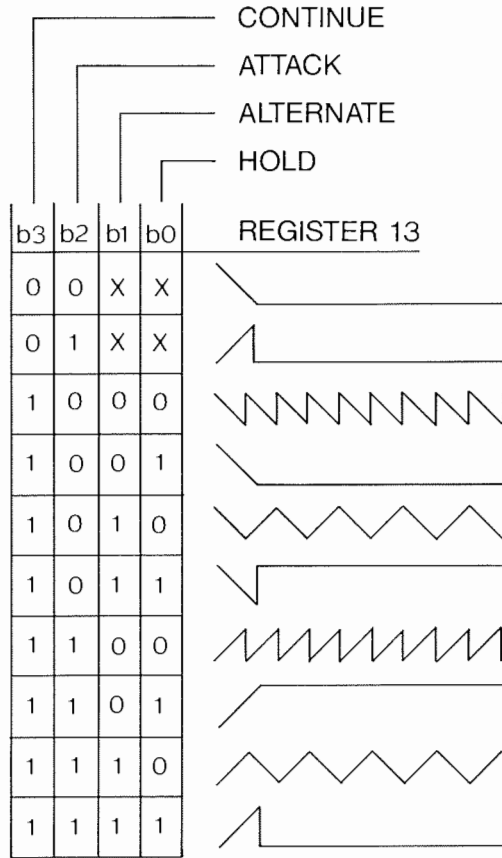 CONTINUE
ATTACK
ALTERNATE
HOLD
b3 b2 b1 b0 REGISTER 13
0 0 X X
0 1 X X
1 0 0 0
1 0 0 1
1 0 1 0
1 0 1 1
1 1 0 0
1 1 0 1
1 1 1 0
1 1 1 1